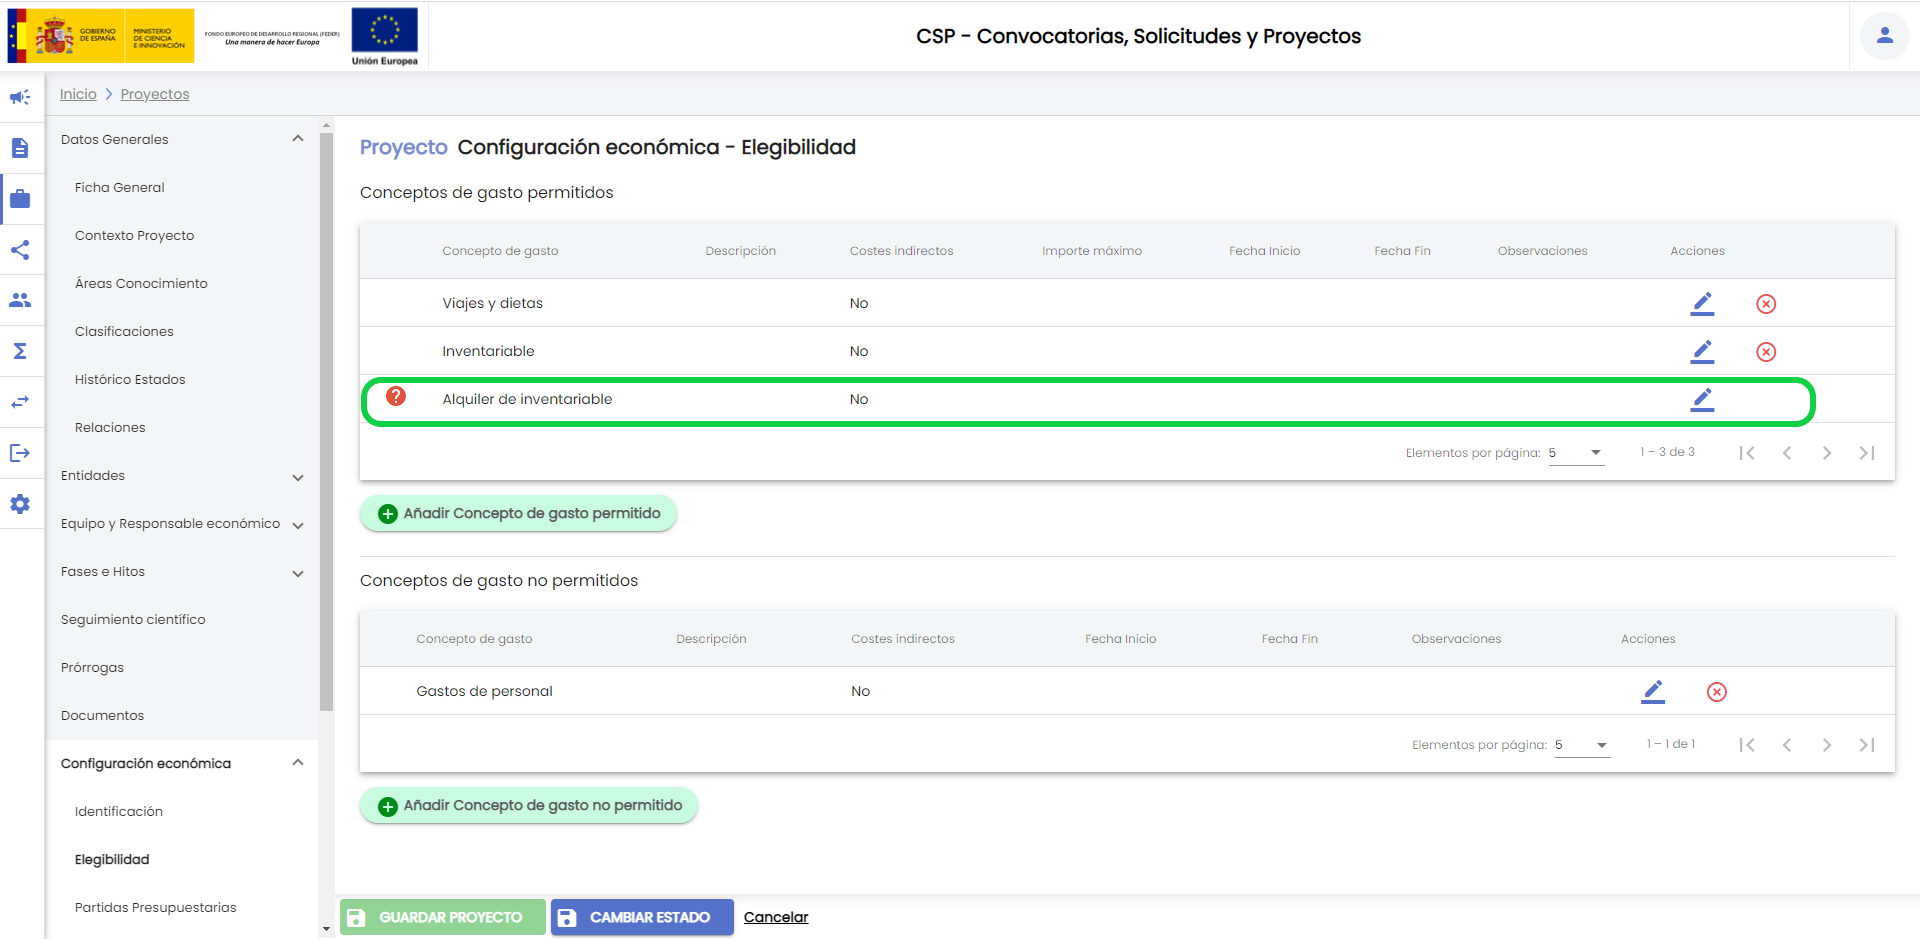 GOBIERNO
DE ESPAÑA
MINISTERIO
DE CIENCIA
E INNOVACIÓN
FONDO EUROPEO DE DESARROLLO REGIONAL (FEDER)
Una manera de hacer Europa
Unión Europea
CSP - Convocatorias, Solicitudes y Proyectos
Inicio > Proyectos
Datos Generales
Ficha General
Contexto Proyecto
Áreas Conocimiento
Clasificaciones
Histórico Estados
Relaciones
Entidades
Equipo y Responsable económico
Fases e Hitos
Seguimiento científico
Prórrogas
Documentos
Configuración económica
Identificación
Elegibilidad
Partidas Presupuestarias
Proyecto Configuración económica - Elegibilidad
Conceptos de gasto permitidos
Concepto de gasto Descripción Costes indirectos Importe máximo Fecha Inicio Fecha Fin Observaciones Acciones
Viajes y dietas No
Inventariable No
? Alquiler de inventariable No
Elementos por página: 5 1 – 3 de 3
Añadir Concepto de gasto permitido
Conceptos de gasto no permitidos
Concepto de gasto Descripción Costes indirectos Fecha Inicio Fecha Fin Observaciones Acciones
Gastos de personal No
Elementos por página: 5 1 – 1 de 1
Añadir Concepto de gasto no permitido
GUARDAR PROYECTO CAMBIAR ESTADO Cancelar